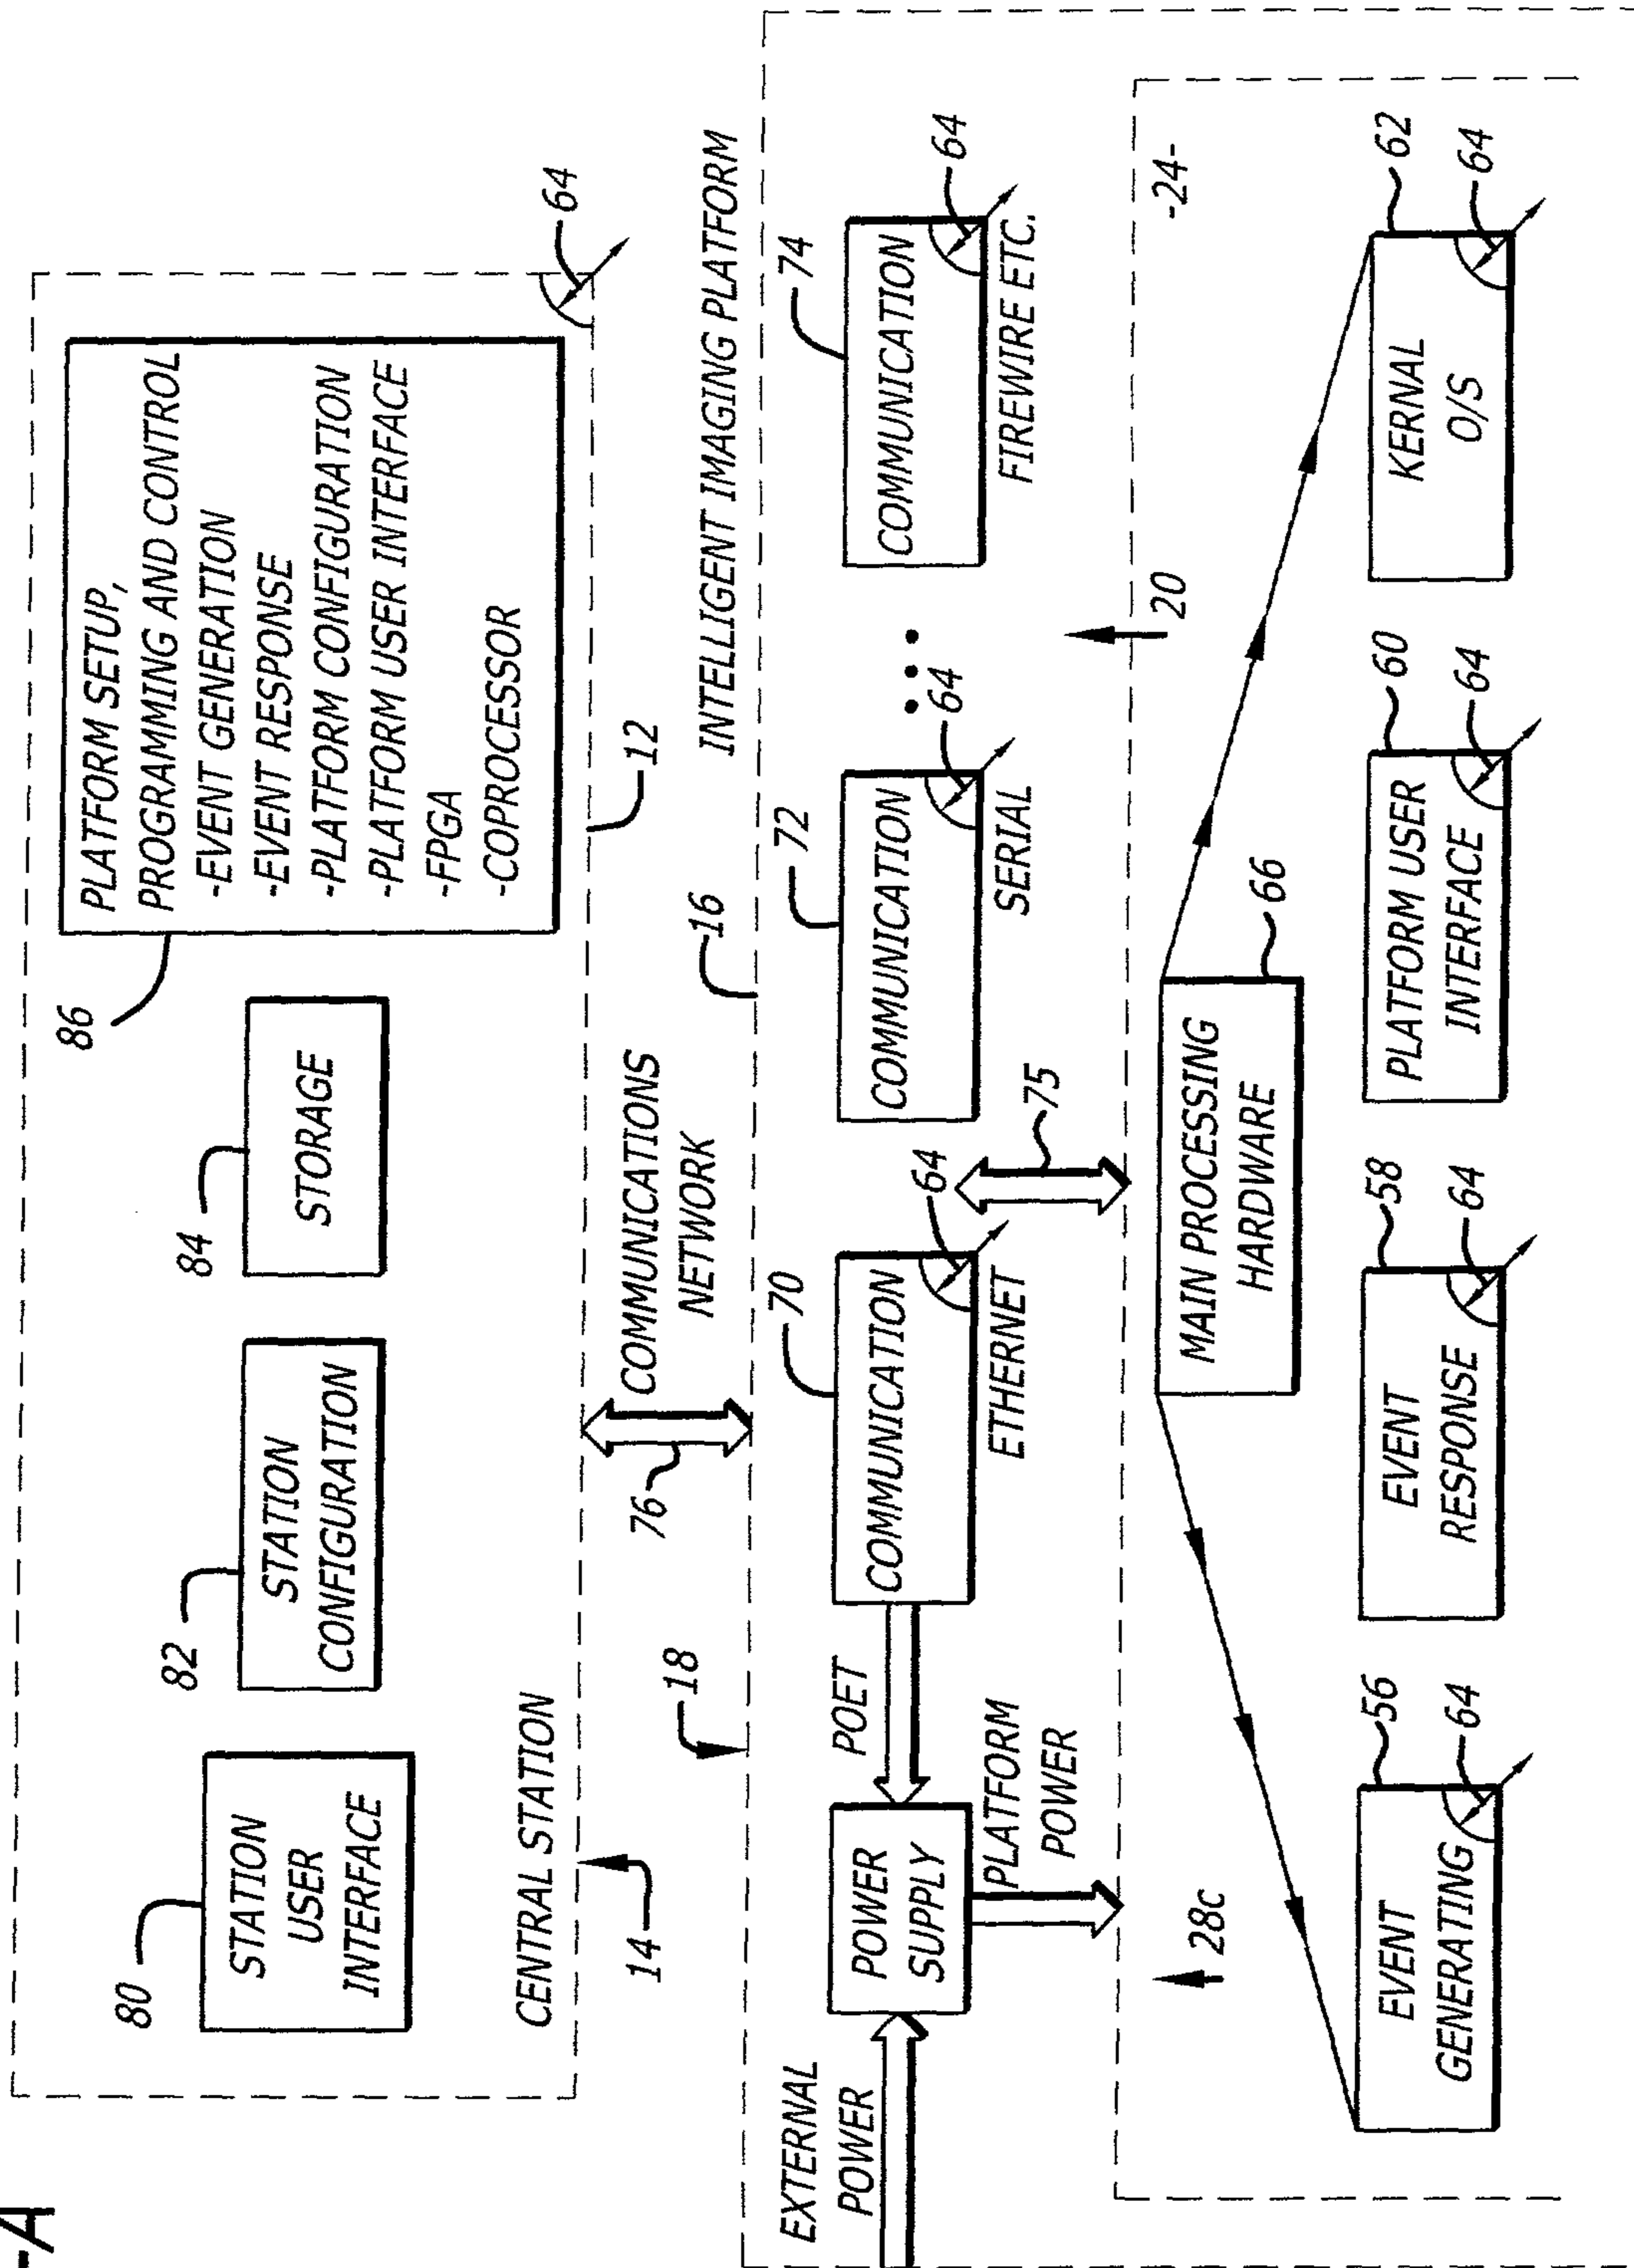 -A
80
STATION
USER
INTERFACE
82
STATION
CONFIGURATION
84
STORAGE
86
PLATFORM SETUP,
PROGRAMMING AND CONTROL
-EVENT GENERATION
-EVENT RESPONSE
-PLATFORM CONFIGURATION
-PLATFORM USER INTERFACE
-FPGA
-COPROCESSOR
64
CENTRAL STATION
14
12
76
COMMUNICATIONS
NETWORK
18
16
INTELLIGENT IMAGING PLATFORM
EXTERNAL
POWER
POWER
SUPPLY
POET
PLATFORM
POWER
70
COMMUNICATION
64
ETHERNET
72
COMMUNICATION
64
SERIAL
...
74
COMMUNICATION
64
FIREWIRE ETC.
75
20
28c
-24-
MAIN PROCESSING
HARDWARE
66
56
EVENT
GENERATING
64
58
EVENT
RESPONSE
64
60
PLATFORM USER
INTERFACE
64
62
KERNAL
O/S
64